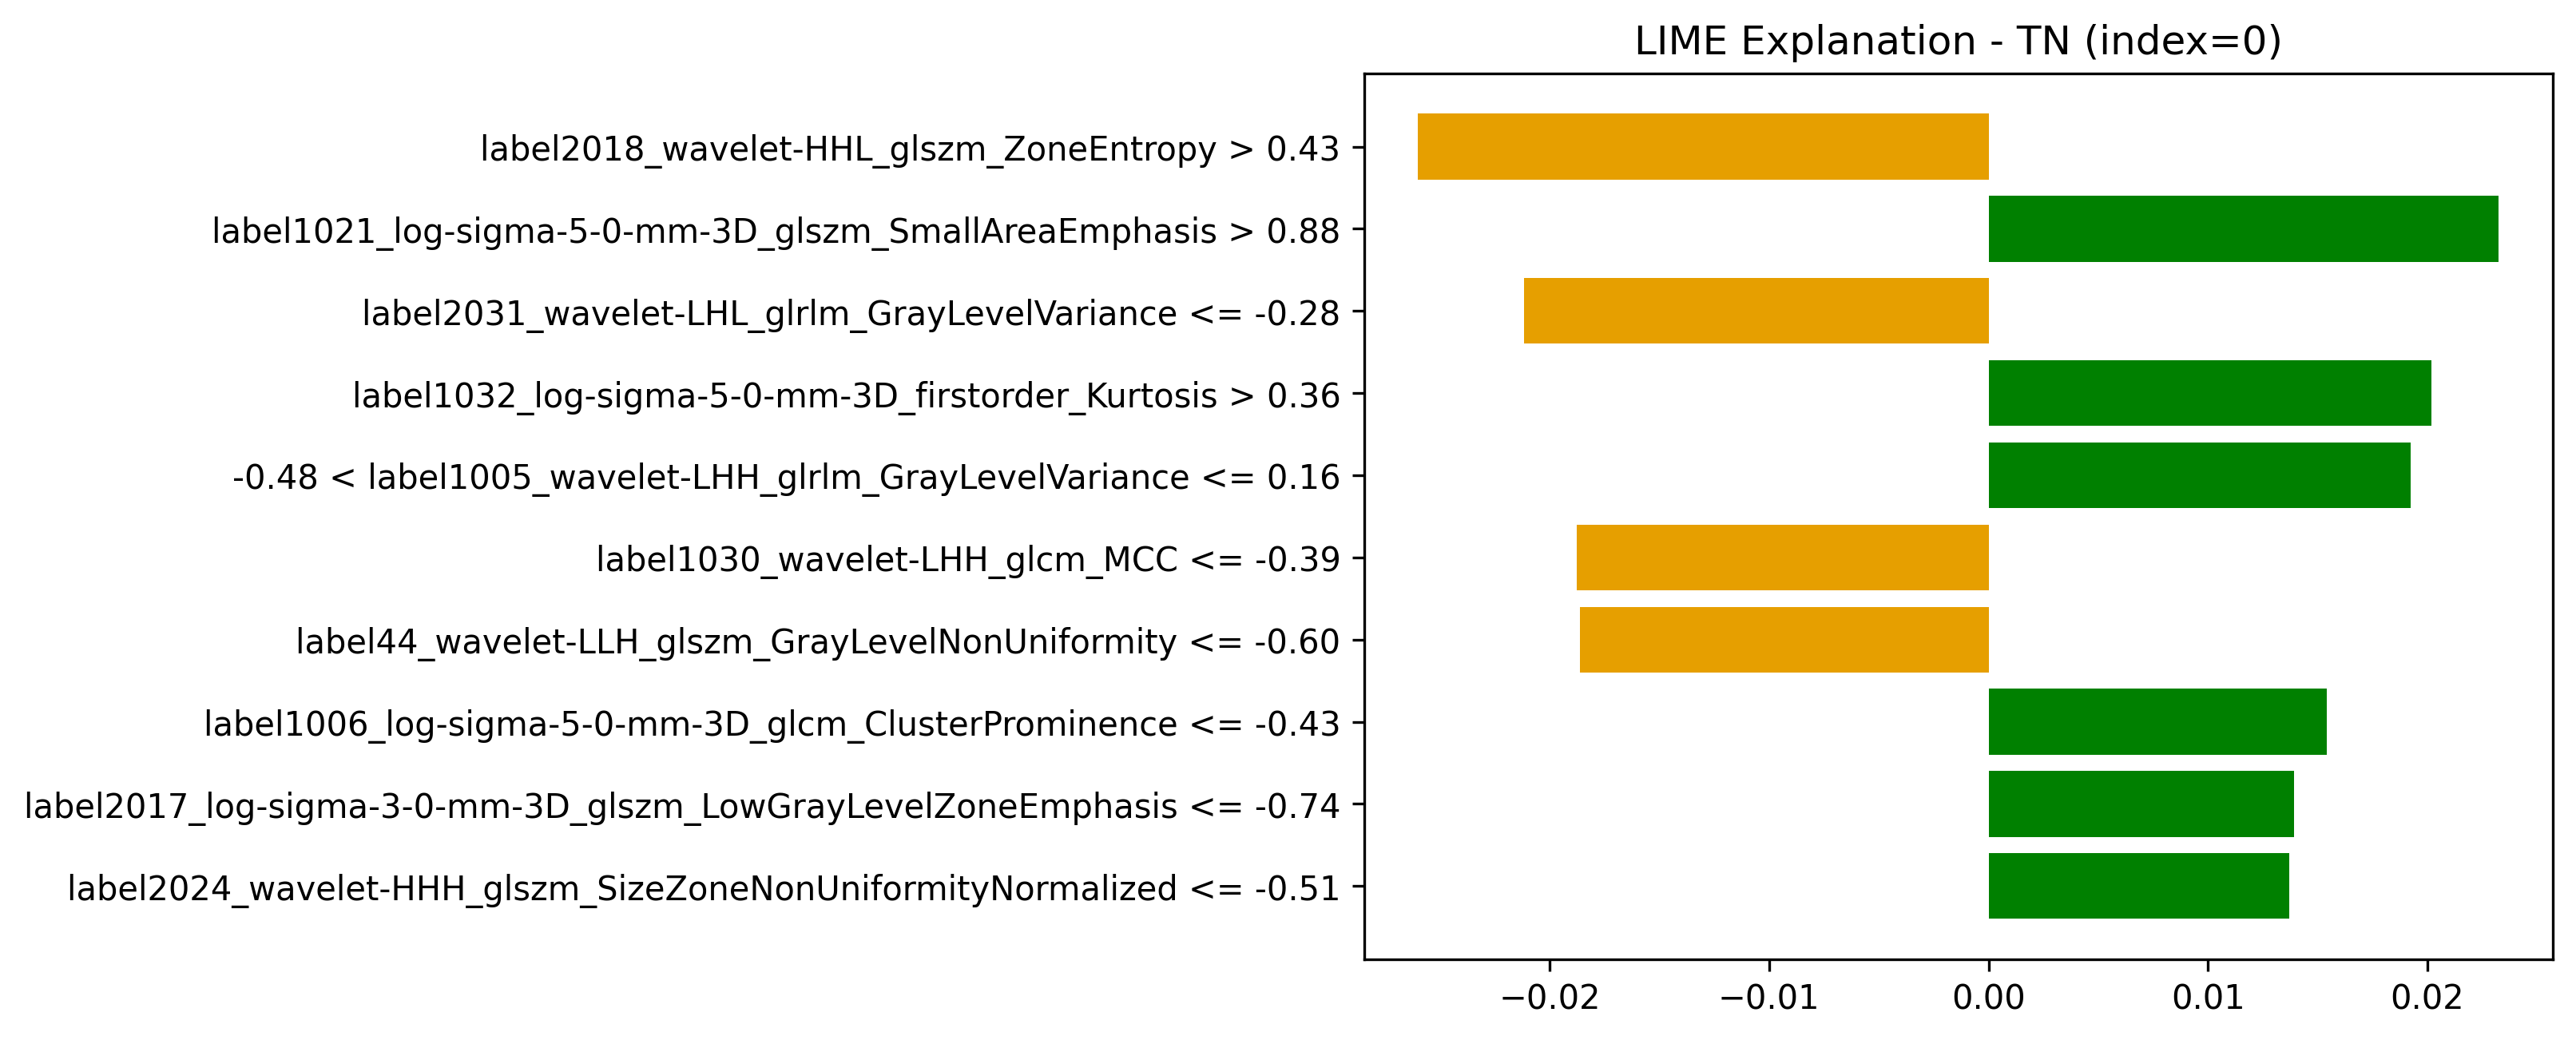 LIME Explanation - TN (index=0)
label2018_wavelet-HHL_glszm_ZoneEntropy > 0.43
label1021_log-sigma-5-0-mm-3D_glszm_SmallAreaEmphasis > 0.88
label2031_wavelet-LHL_glrlm_GrayLevelVariance <= -0.28
label1032_log-sigma-5-0-mm-3D_firstorder_Kurtosis > 0.36
-0.48 < label1005_wavelet-LHH_glrlm_GrayLevelVariance <= 0.16
label1030_wavelet-LHH_glcm_MCC <= -0.39
label44_wavelet-LLH_glszm_GrayLevelNonUniformity <= -0.60
label1006_log-sigma-5-0-mm-3D_glcm_ClusterProminence <= -0.43
label2017_log-sigma-3-0-mm-3D_glszm_LowGrayLevelZoneEmphasis <= -0.74
label2024_wavelet-HHH_glszm_SizeZoneNonUniformityNormalized <= -0.51
−0.02 −0.01 0.00 0.01 0.02